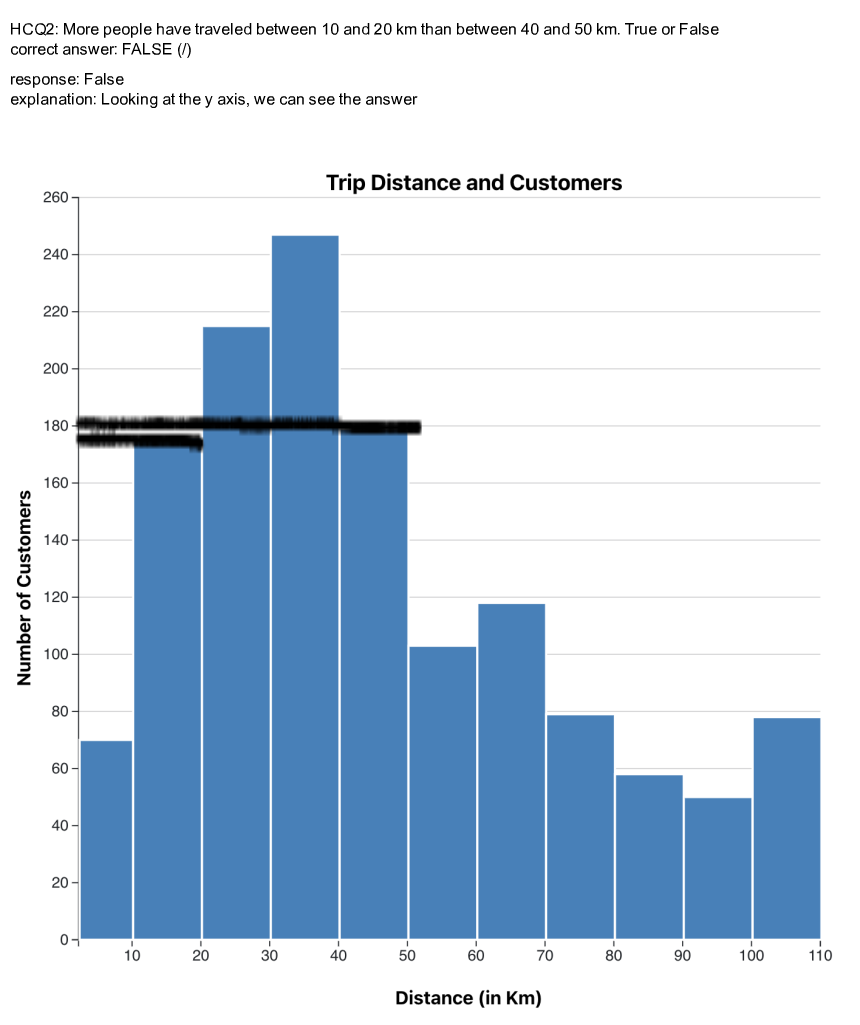 HCQ2: More people have traveled between 10 and 20 km than between 40 and 50 km. True or False
correct answer: FALSE (/)
response: False
explanation: Looking at the y axis, we can see the answer
Trip Distance and Customers
260
240
220
200
180
160
140
120
100
80
60
40
20
0
Number of Customers
10 20 30 40 50 60 70 80 90 100 110
Distance (in Km)